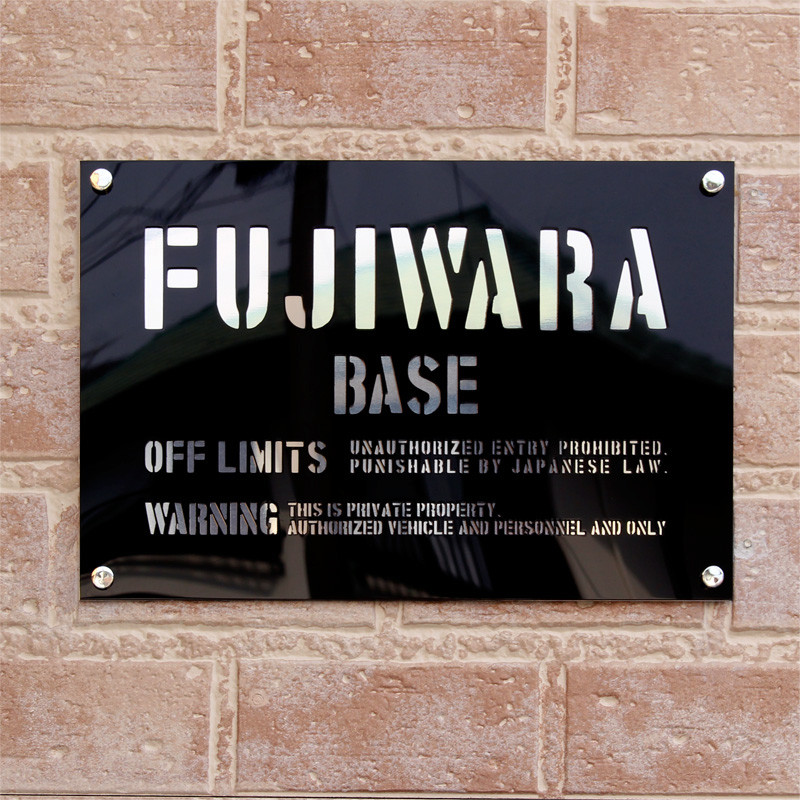 FUJIWARA
BASE
OFF LIMITS
UNAUTHORIZED ENTRY PROHIBITED.
PUNISHABLE BY JAPANESE LAW.
WARNING
THIS IS PRIVATE PROPERTY.
AUTHORIZED VEHICLE AND PERSONNEL AND ONLY